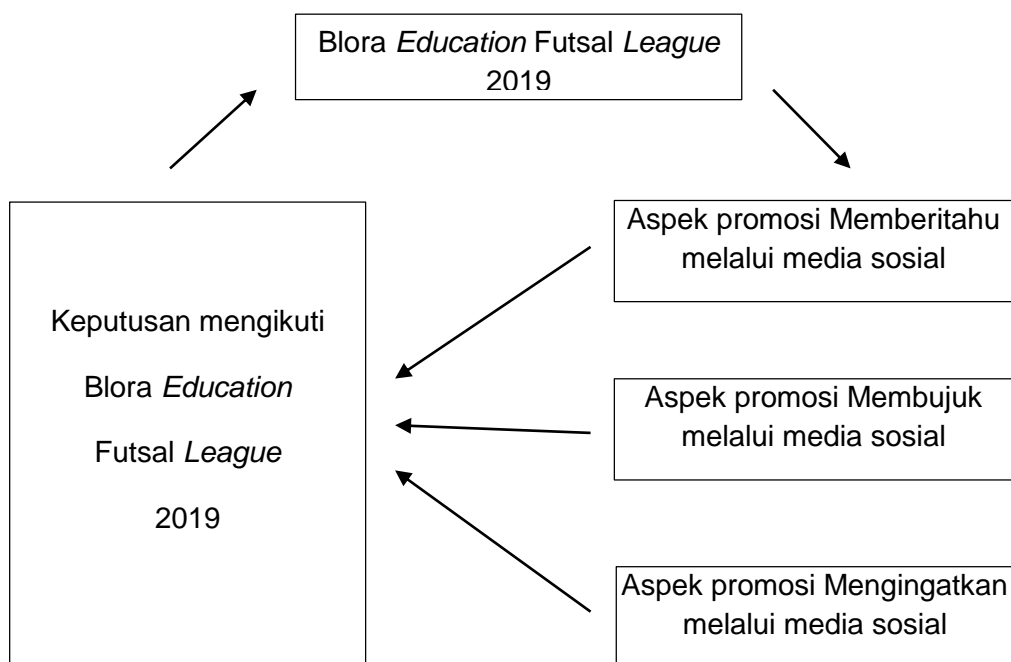 Blora Education Futsal League
2019
Aspek promosi Memberitahu
melalui media sosial
Keputusan mengikuti
Blora Education
Futsal League
2019
Aspek promosi Membujuk
melalui media sosial
Aspek promosi Mengingatkan
melalui media sosial